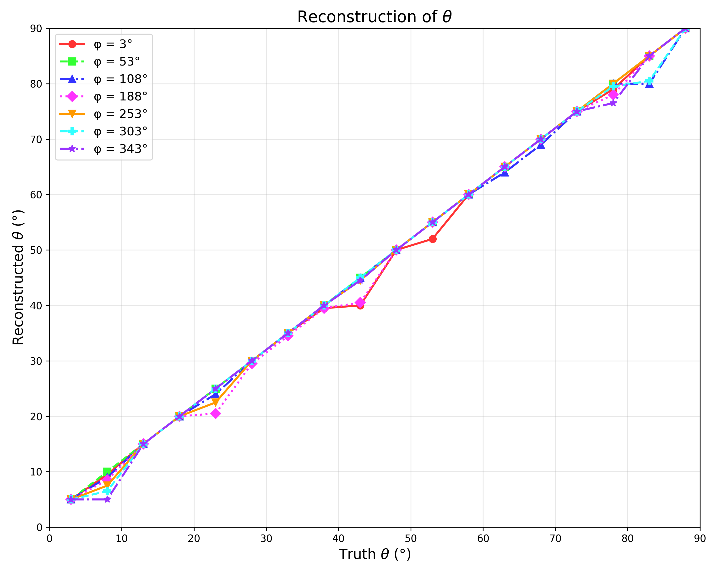 Reconstruction of θ
90
80
70
60
50
40
30
20
10
0
φ = 3°
φ = 53°
φ = 108°
φ = 188°
φ = 253°
φ = 303°
φ = 343°
Reconstructed θ (°)
0 10 20 30 40 50 60 70 80 90
Truth θ (°)